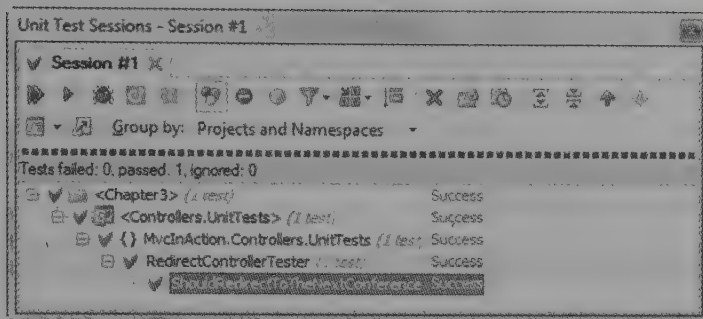 Unit Test Sessions - Session #1
Session #1
Group by: Projects and Namespaces
Tests failed: 0, passed: 1, ignored: 0
<Chapter3> (1 test) Success
<Controllers.UnitTests> (1 test) Success
{} MvcInAction.Controllers.UnitTests (1 test) Success
RedirectControllerTester (1 test) Success
ShouldRedirectToTheNextConference Success